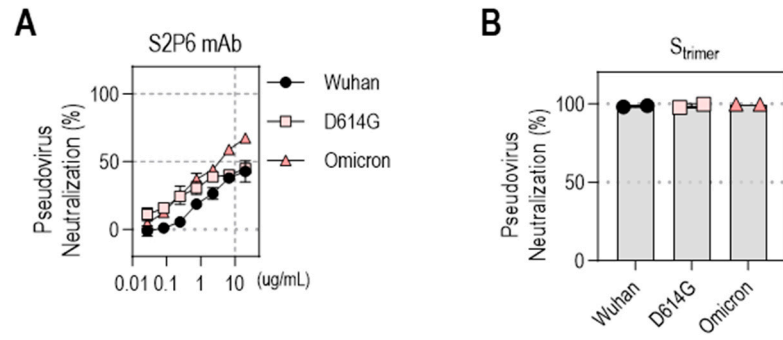 A
S2P6 mAb
Pseudovirus
Neutralization (%)
100
50
0
0.01 0.1 1 10 (ug/mL)
Wuhan
D614G
Omicron
B
Strimer
Pseudovirus
Neutralization (%)
100
50
0
Wuhan
D614G
Omicron